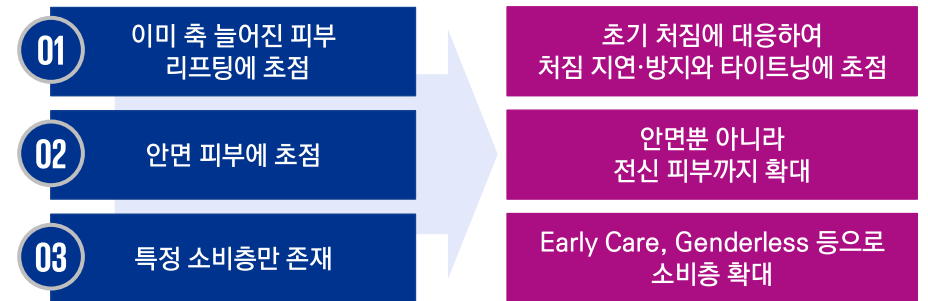 01
이미 축 늘어진 피부
리프팅에 초점
초기 처짐에 대응하여
처짐 지연·방지와 타이트닝에 초점
02
안면 피부에 초점
안면뿐 아니라
전신 피부까지 확대
03
특정 소비층만 존재
Early Care, Genderless 등으로
소비층 확대